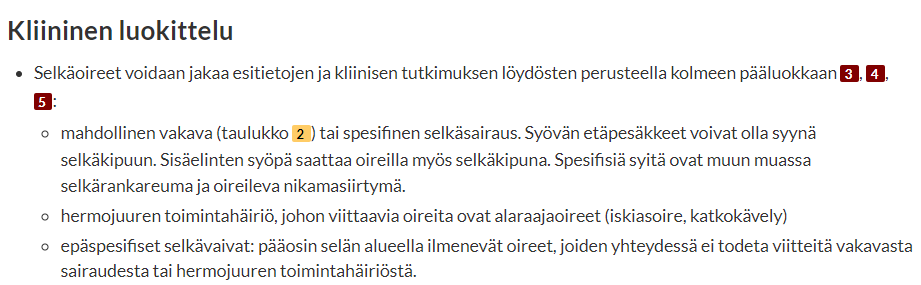 Kliininen luokittelu
• Selkäoireet voidaan jakaa esitietojen ja kliinisen tutkimuksen löydösten perusteella kolmeen pääluokkaan 3, 4,
5:
◦ mahdollinen vakava (taulukko 2) tai spesifinen selkäsairaus. Syövän etäpesäkkeet voivat olla syynä
selkäkipuun. Sisäelinten syöpä saattaa oireilla myös selkäkipuna. Spesifisiä syitä ovat muun muassa
selkärankareuma ja oireileva nikamasiirtymä.
◦ hermojuuren toimintahäiriö, johon viittaavia oireita ovat alaraajaoireet (iskiasoire, katkokävely)
◦ epäspesifiset selkävaivat: pääosin selän alueella ilmenevät oireet, joiden yhteydessä ei todeta viitteitä vakavasta
sairaudesta tai hermojuuren toimintahäiriöstä.